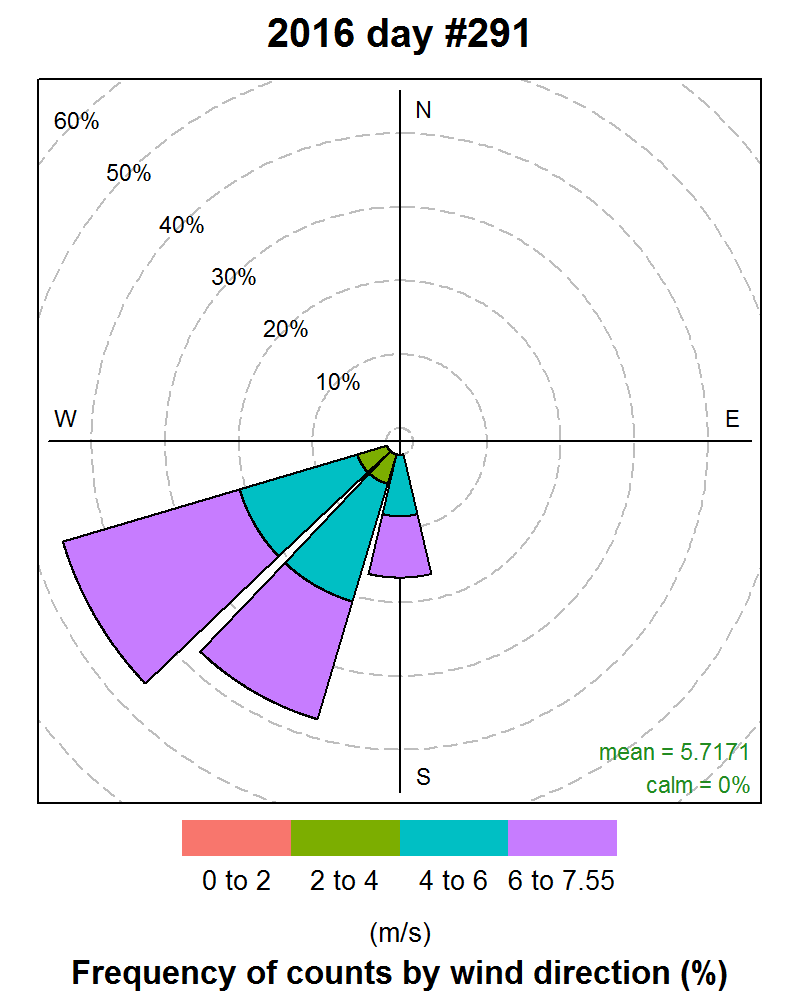 2016 day #291
N
60%
50%
40%
30%
20%
10%
W
E
S
mean = 5.7171
calm = 0%
0 to 2 2 to 4 4 to 6 6 to 7.55
(m/s)
Frequency of counts by wind direction (%)